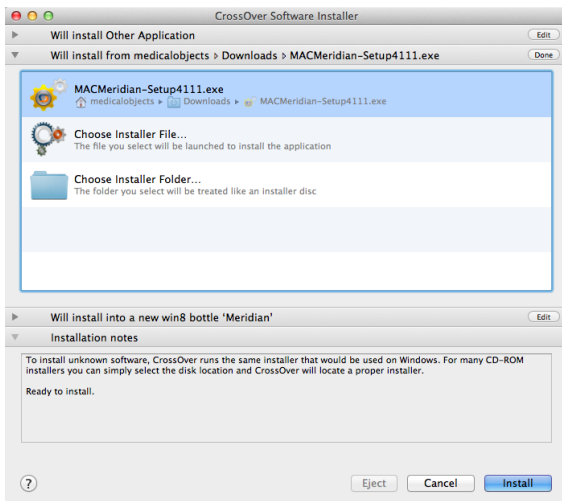 CrossOver Software Installer
Will install Other Application Edit
Will install from medicalobjects ▹ Downloads ▹ MACMeridian-Setup4111.exe Done
MACMeridian-Setup4111.exe
medicalobjects ▸ Downloads ▸ MACMeridian-Setup4111.exe
Choose Installer File...
The file you select will be launched to install the application
Choose Installer Folder...
The folder you select will be treated like an installer disc
Will install into a new win8 bottle 'Meridian' Edit
Installation notes
To install unknown software, CrossOver runs the same installer that would be used on Windows. For many CD-ROM
installers you can simply select the disk location and CrossOver will locate a proper installer.
Ready to install.
? Eject Cancel Install